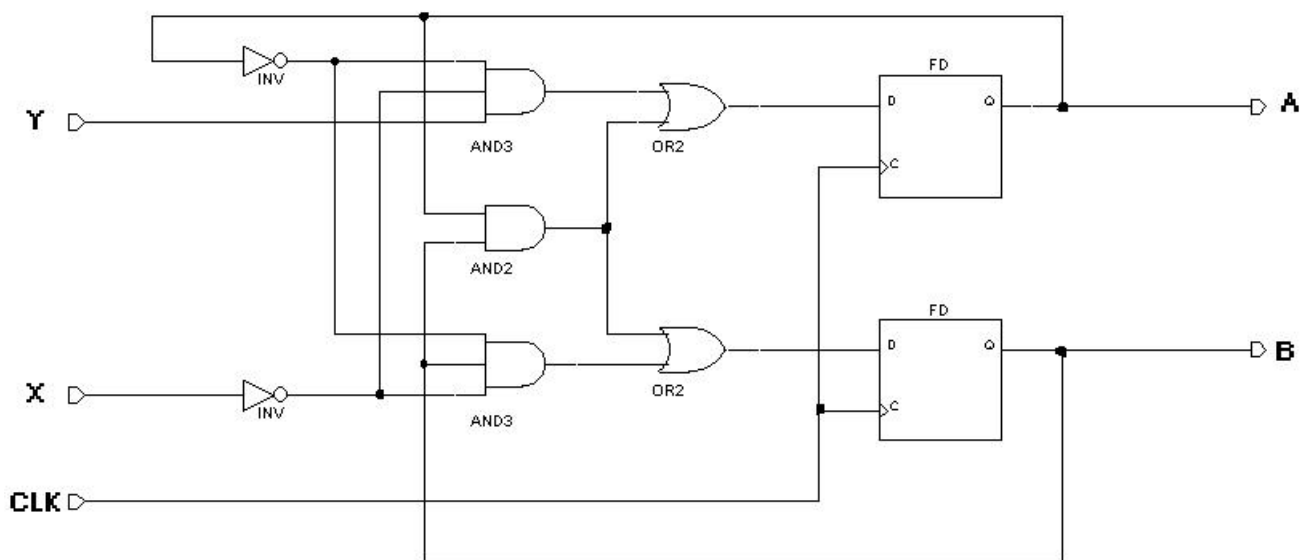 INV
FD
D Q
Y
A
AND3
OR2
C
AND2
FD
D Q
B
X
INV
OR2
C
AND3
CLK